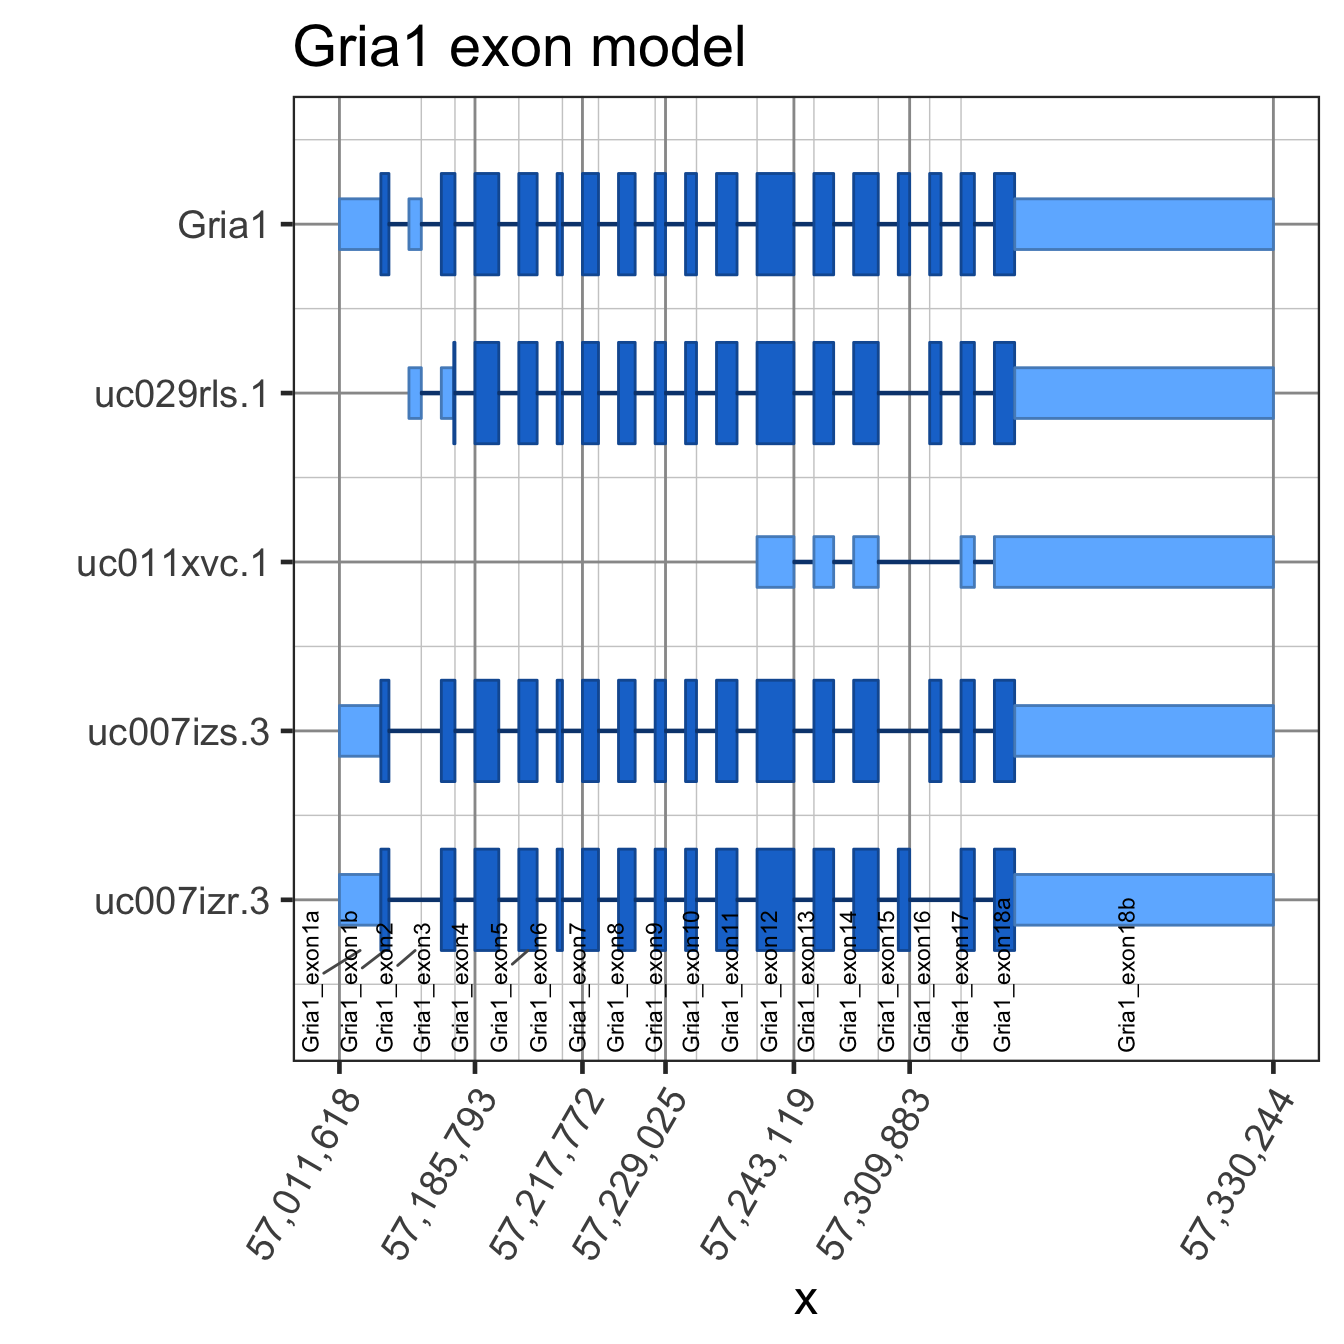 Gria1 exon model
Gria1
uc029rls.1
uc011xvc.1
uc007izs.3
uc007izr.3
Gria1_exon1a
Gria1_exon1b
Gria1_exon2
Gria1_exon3
Gria1_exon4
Gria1_exon5
Gria1_exon6
Gria1_exon7
Gria1_exon8
Gria1_exon9
Gria1_exon10
Gria1_exon11
Gria1_exon12
Gria1_exon13
Gria1_exon14
Gria1_exon15
Gria1_exon16
Gria1_exon17
Gria1_exon18a
Gria1_exon18b
57,011,618
57,185,793
57,217,772
57,229,025
57,243,119
57,309,883
57,330,244
x